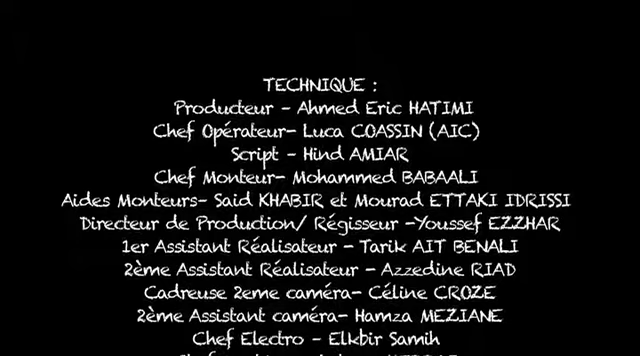 TECHNIQUE :
Producteur - Ahmed Eric HATIMI
Chef Opérateur- Luca COASSIN (AIC)
Script - Hind AMIAR
Chef Monteur- Mohammed BABAALI
Aides Monteurs- Said KHABIR et Mourad ETTAKI IDRISSI
Directeur de Production/ Régisseur -Youssef EZZHAR
1er Assistant Réalisateur - Tarik AIT BENALI
2ème Assistant Réalisateur - Azzedine RIAD
Cadreuse 2eme caméra- Céline CROZE
2ème Assistant caméra- Hamza MEZIANE
Chef Electro - Elkbir Samih